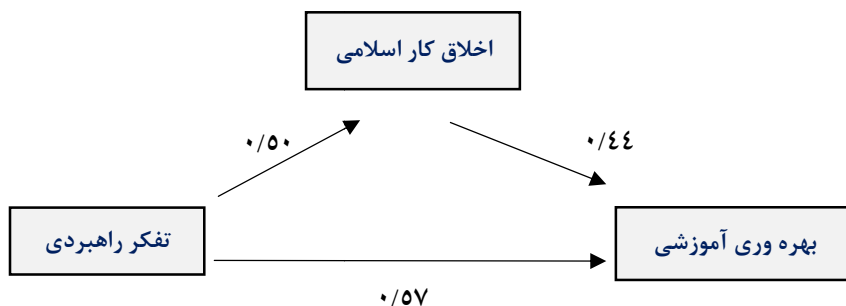 اخلاق کار اسلامی
۰/۵۰
۰/٤٤
تفکر راهبردی
بهره وری آموزشی
۰/۵۷